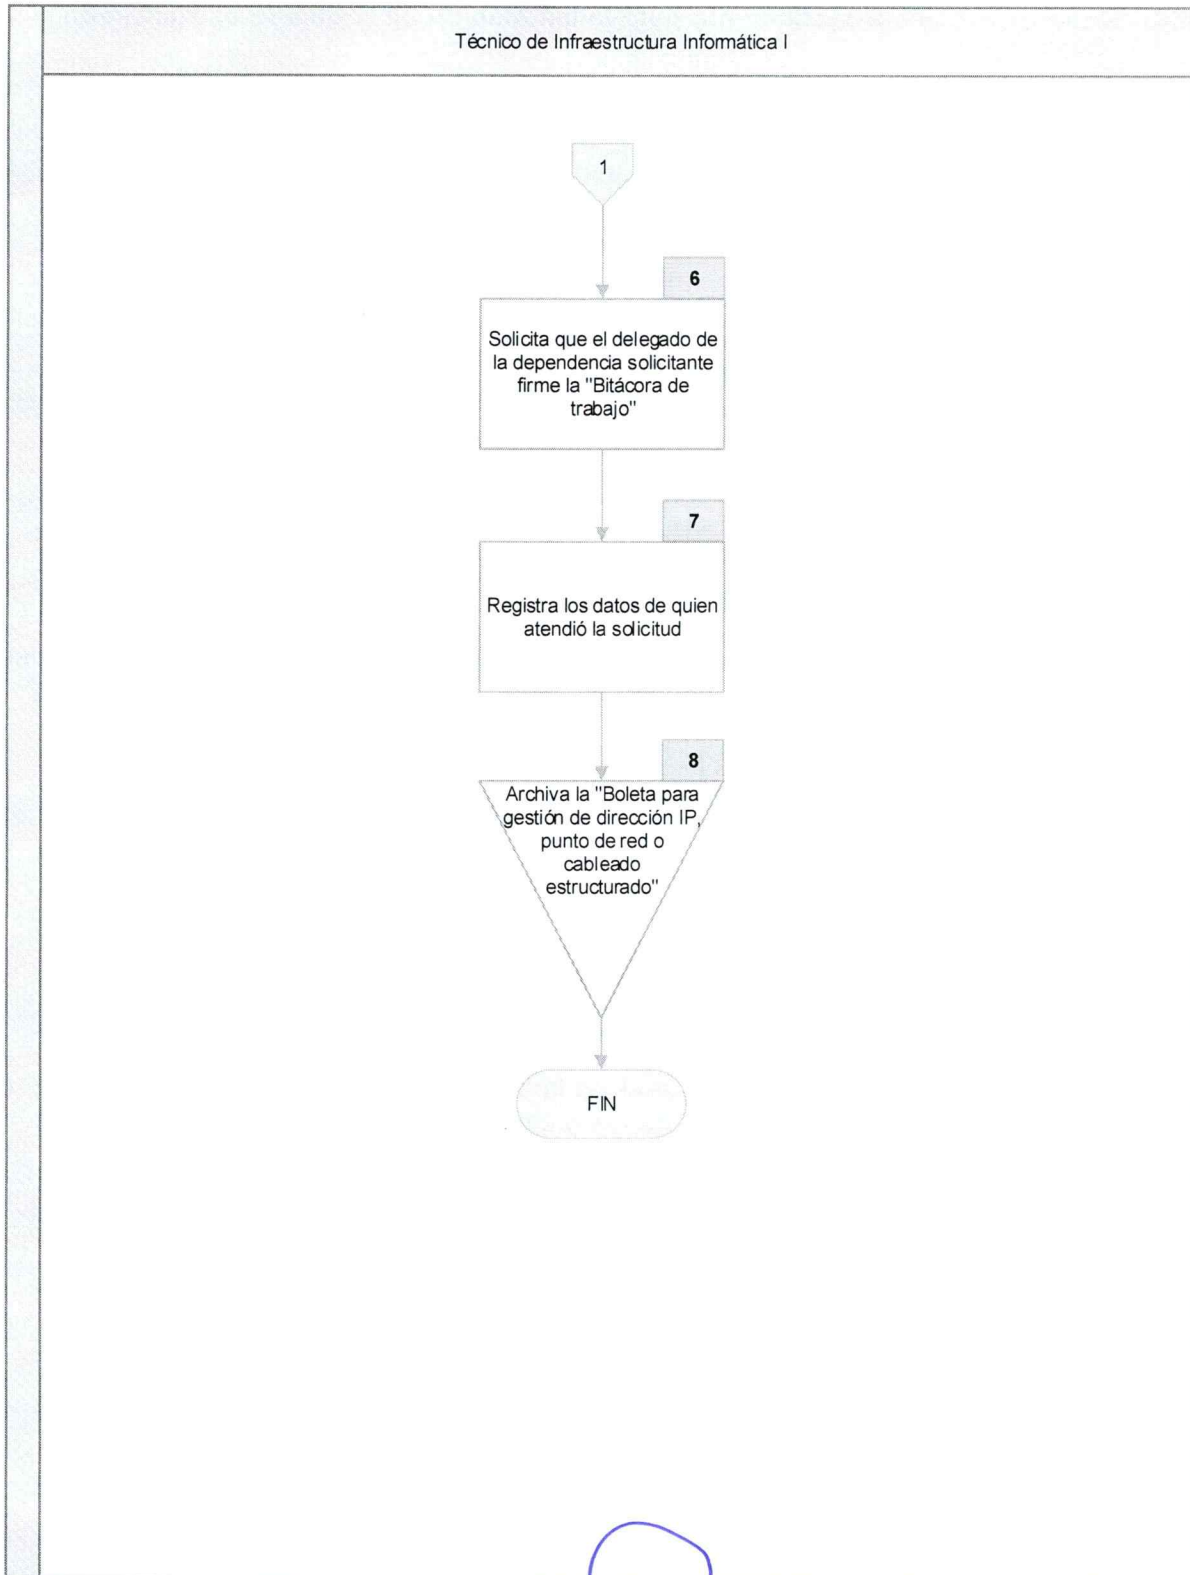 Técnico de Infraestructura Informática I
1
6
Solicita que el delegado de
la dependencia solicitante
firme la "Bitácora de
trabajo"
7
Registra los datos de quien
atendió la solicitud
8
Archiva la "Boleta para
gestión de dirección IP,
punto de red o
cableado
estructurado"
FIN